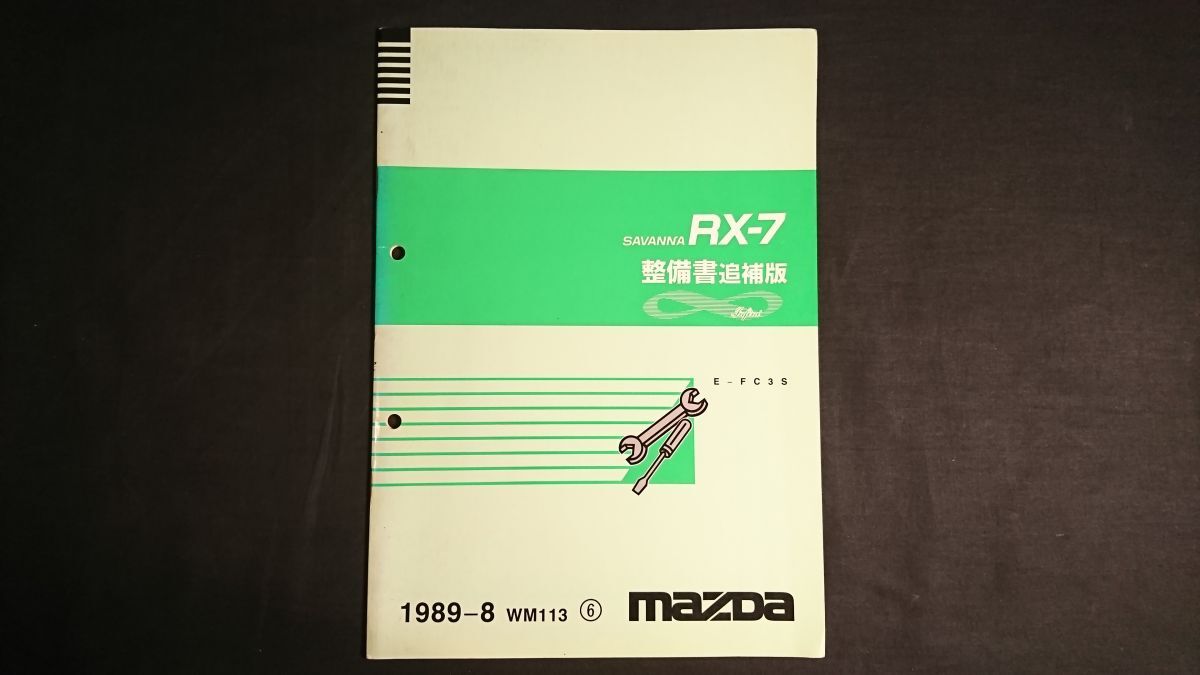 SAVANNA RX-7
整備書追補版
Infini
E-FC3S
1989-8 WM113 ⑥ mazda